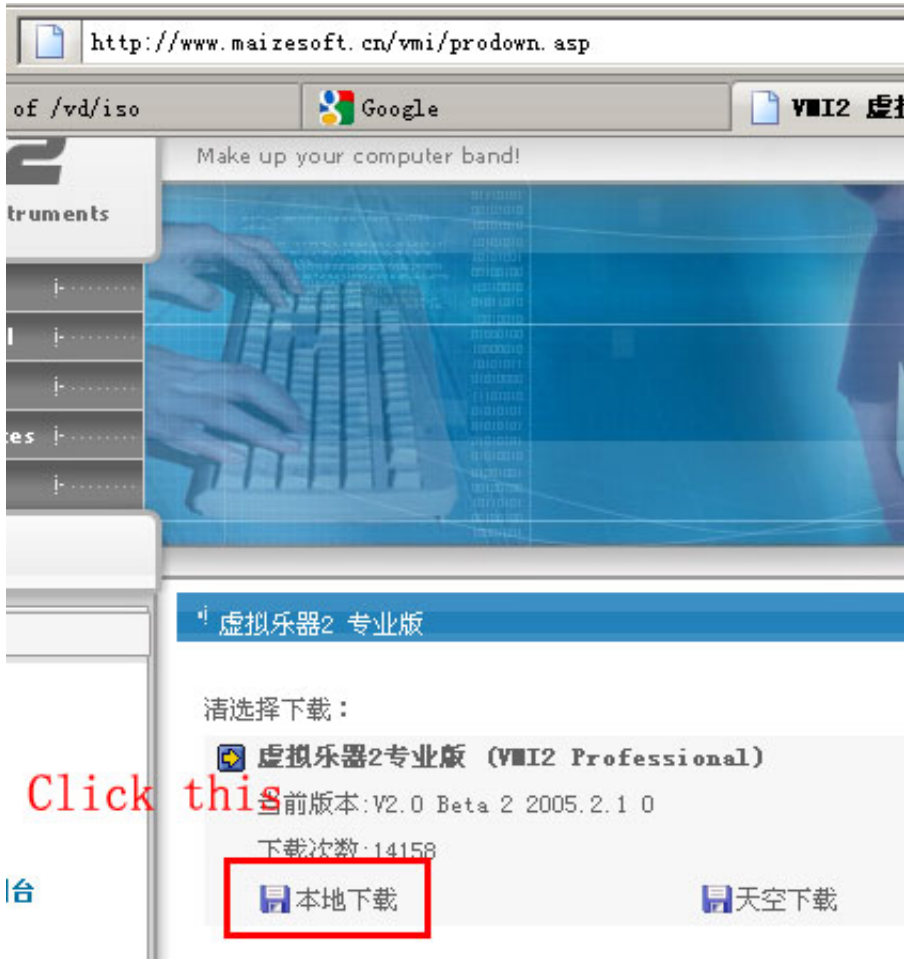 http://www.maizesoft.cn/vmi/prodown.asp
of /vd/iso
Google
VMI2 虚
2
Make up your computer band!
truments
l
es
虚拟乐器2 专业版
请选择下载：
虚拟乐器2专业版 (VMI2 Professional)
Click this
当前版本:V2.0 Beta 2 2005.2.1 0
下载次数:14158
台
本地下载
天空下载